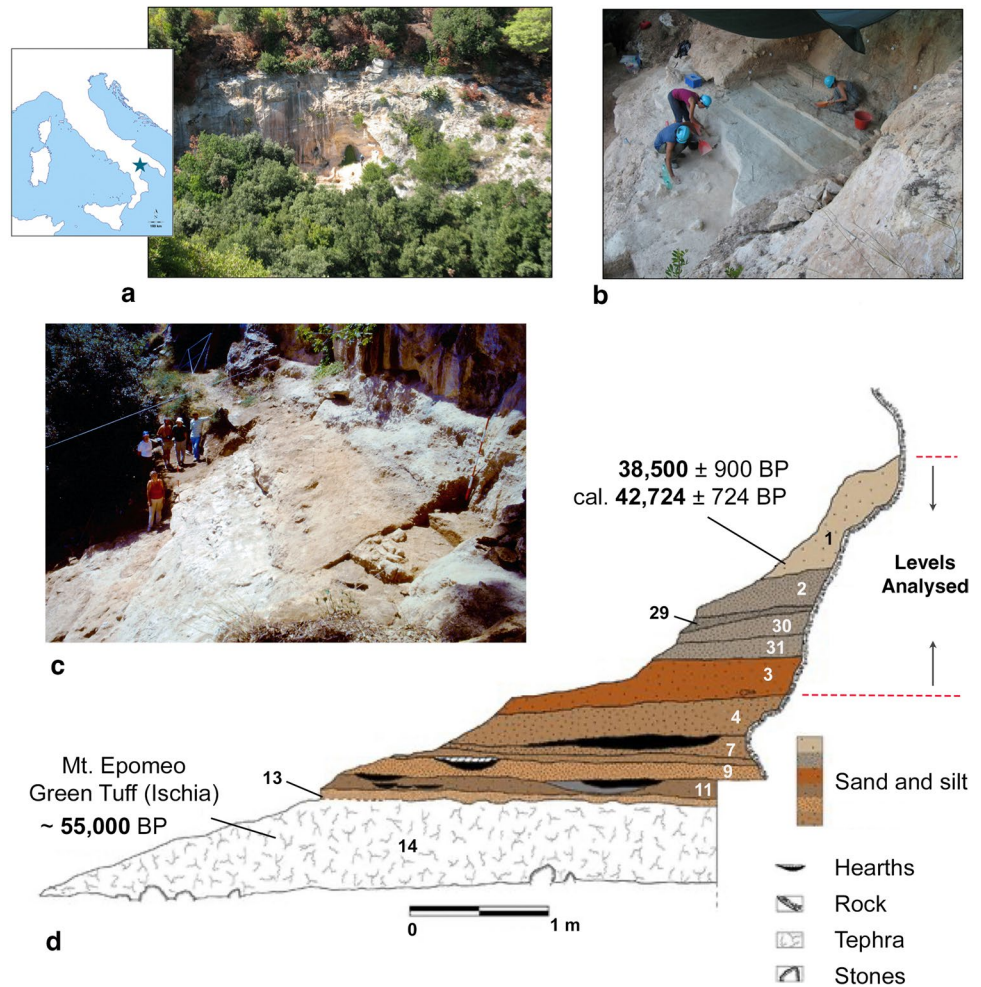 a
b
c
38,500 ± 900 BP
cal. 42,724 ± 724 BP
1
Levels
Analysed
2
29
30
31
3
4
7
9
11
13
14
Mt. Epomeo
Green Tuff (Ischia)
~ 55,000 BP
Sand and silt
Hearths
Rock
Tephra
Stones
0
1 m
d